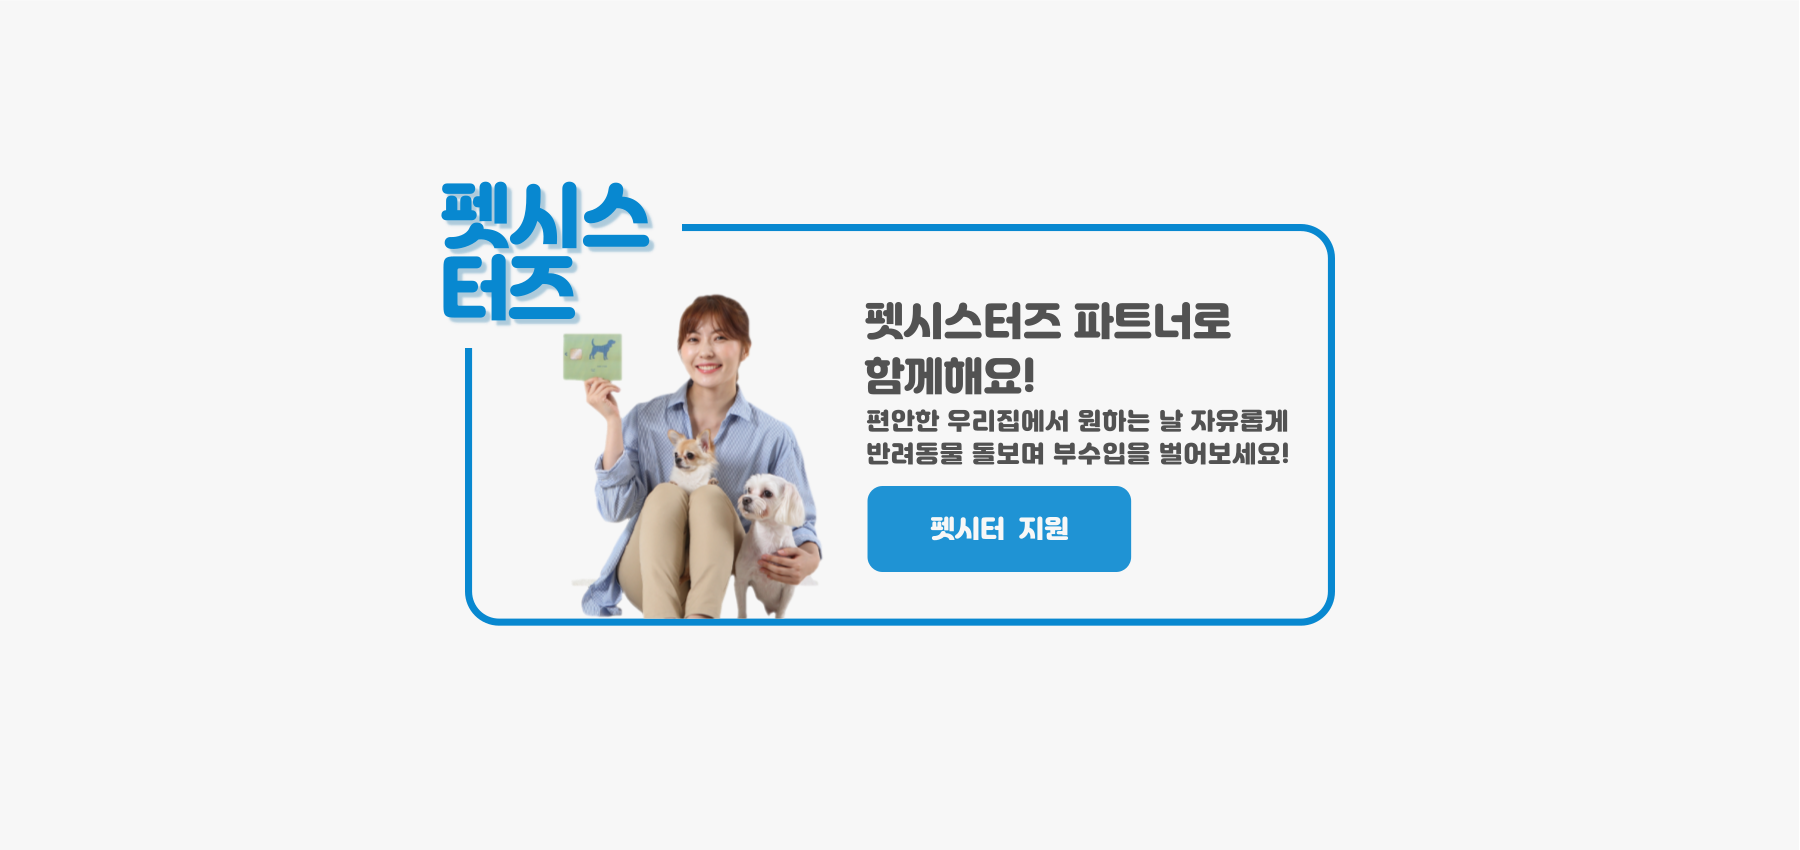 펫시스
터즈
펫시스터즈 파트너로
함께해요!
편안한 우리집에서 원하는 날 자유롭게
반려동물 돌보며 부수입을 벌어보세요!
펫시터 지원